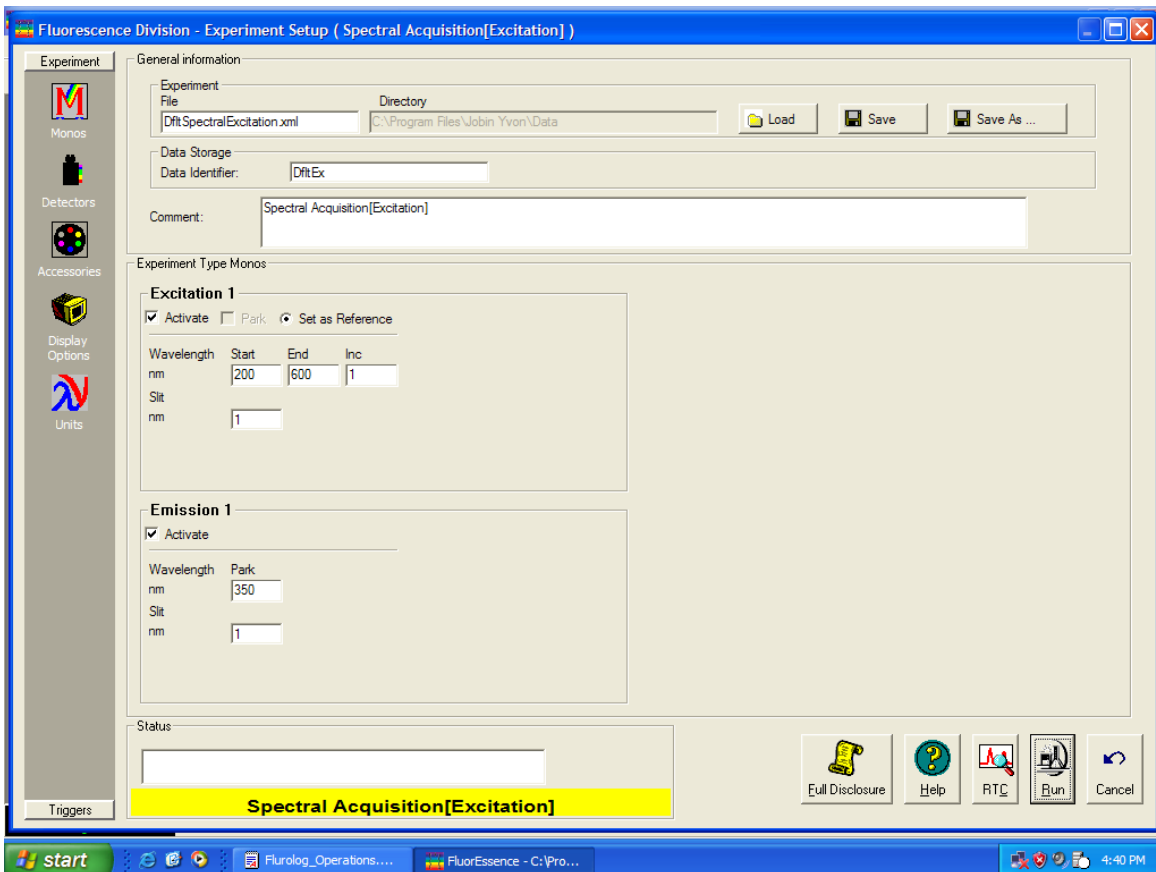 Fluorescence Division - Experiment Setup ( Spectral Acquisition[Excitation] )
Experiment
Monos
Detectors
Accessories
Display
Options
Units
Triggers
General information
Experiment
File Directory
DfltSpectralExcitation.xml C:\Program Files\Jobin Yvon\Data Load Save Save As ...
Data Storage
Data Identifier: DfltEx
Comment: Spectral Acquisition[Excitation]
Experiment Type Monos
Excitation 1
Activate Park Set as Reference
Wavelength Start End Inc
nm 200 600 1
Slit
nm 1
Emission 1
Activate
Wavelength Park
nm 350
Slit
nm 1
Status
Spectral Acquisition[Excitation]
Full Disclosure Help RTC Run Cancel
start Flurolog_Operations.... FluorEssence - C:\Pro... 4:40 PM